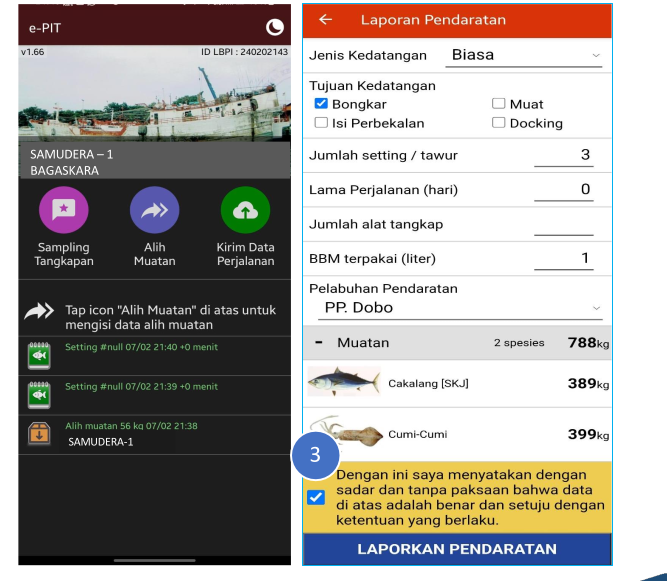 e-PIT
v1.66
ID LBPI : 240202143
SAMUDERA – 1
BAGASKARA
Sampling
Tangkapan
Alih
Muatan
Kirim Data
Perjalanan
Tap icon "Alih Muatan" di atas untuk
mengisi data alih muatan
Setting #null 07/02 21:40 +0 menit
Setting #null 07/02 21:39 +0 menit
Alih muatan 56 kg 07/02 21:38
SAMUDERA-1
Laporan Pendaratan
Jenis Kedatangan Biasa
Tujuan Kedatangan
Bongkar Muat
Isi Perbekalan Docking
Jumlah setting / tawur 3
Lama Perjalanan (hari) 0
Jumlah alat tangkap
BBM terpakai (liter) 1
Pelabuhan Pendaratan
PP. Dobo
- Muatan 2 spesies 788kg
Cakalang [SKJ] 389kg
Cumi-Cumi 399kg
3
Dengan ini saya menyatakan dengan
sadar dan tanpa paksaan bahwa data
di atas adalah benar dan setuju dengan
ketentuan yang berlaku.
LAPORKAN PENDARATAN